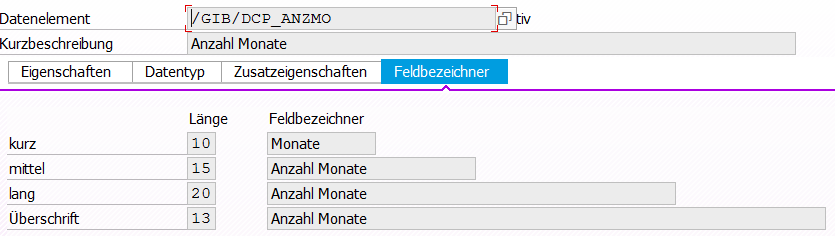 Datenelement /GIB/DCP_ANZMO tiv
Kurzbeschreibung Anzahl Monate
Eigenschaften Datentyp Zusatzeigenschaften Feldbezeichner
Länge Feldbezeichner
kurz 10 Monate
mittel 15 Anzahl Monate
lang 20 Anzahl Monate
Überschrift 13 Anzahl Monate